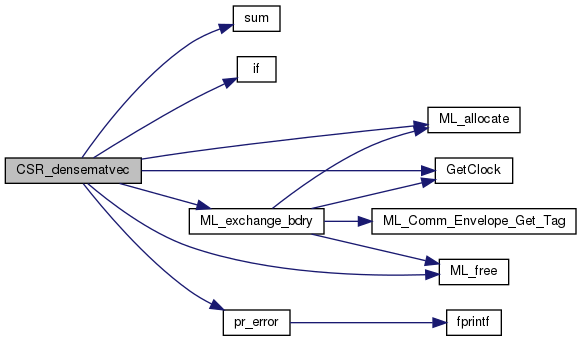 sum
if
ML_allocate
CSR_densematvec
GetClock
ML_exchange_bdry
ML_Comm_Envelope_Get_Tag
ML_free
pr_error
fprintf